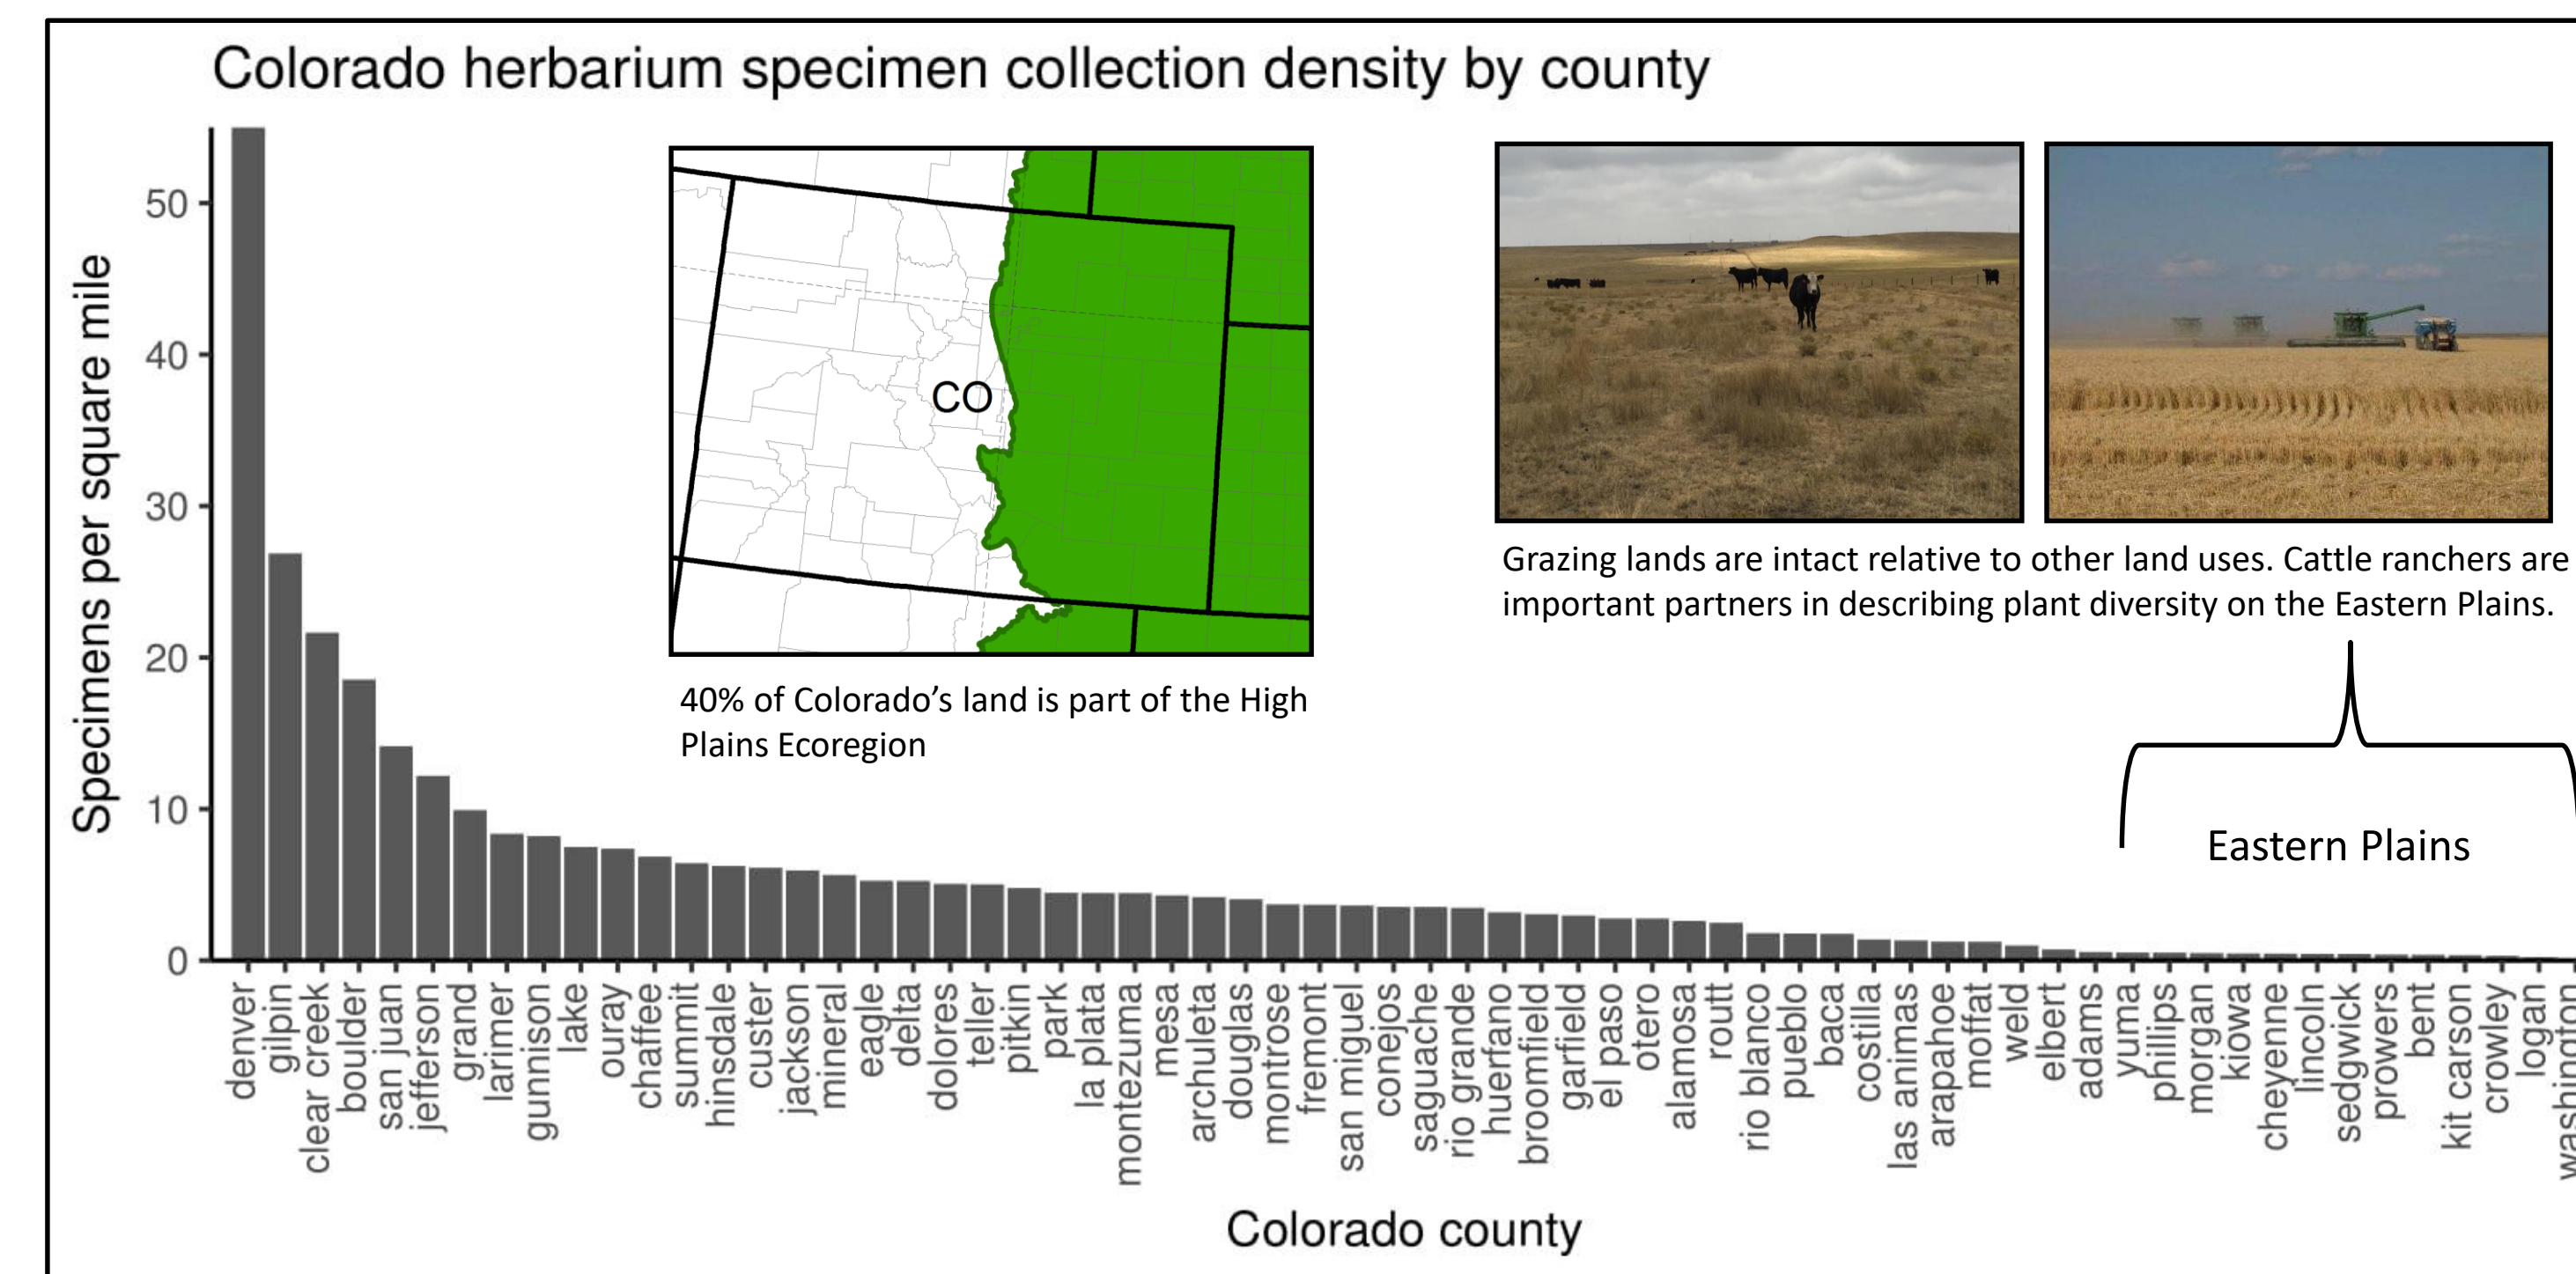 Colorado herbarium specimen collection density by county
Specimens per square mile
50
40
30
20
10
0
CO
40% of Colorado’s land is part of the High
Plains Ecoregion
Grazing lands are intact relative to other land uses. Cattle ranchers are
important partners in describing plant diversity on the Eastern Plains.
Eastern Plains
denver
gilpin
clear creek
boulder
san juan
jefferson
grand
larimer
gunnison
lake
ouray
chaffee
summit
hinsdale
custer
jackson
mineral
eagle
delta
dolores
teller
pitkin
park
la plata
montezuma
mesa
archuleta
douglas
montrose
fremont
san miguel
conejos
saguache
rio grande
huerfano
broomfield
garfield
el paso
otero
alamosa
routt
rio blanco
pueblo
baca
costilla
las animas
arapahoe
moffat
weld
elbert
adams
yuma
phillips
morgan
kiowa
cheyenne
lincoln
sedgwick
prowers
bent
kit carson
crowley
logan
washington
Colorado county